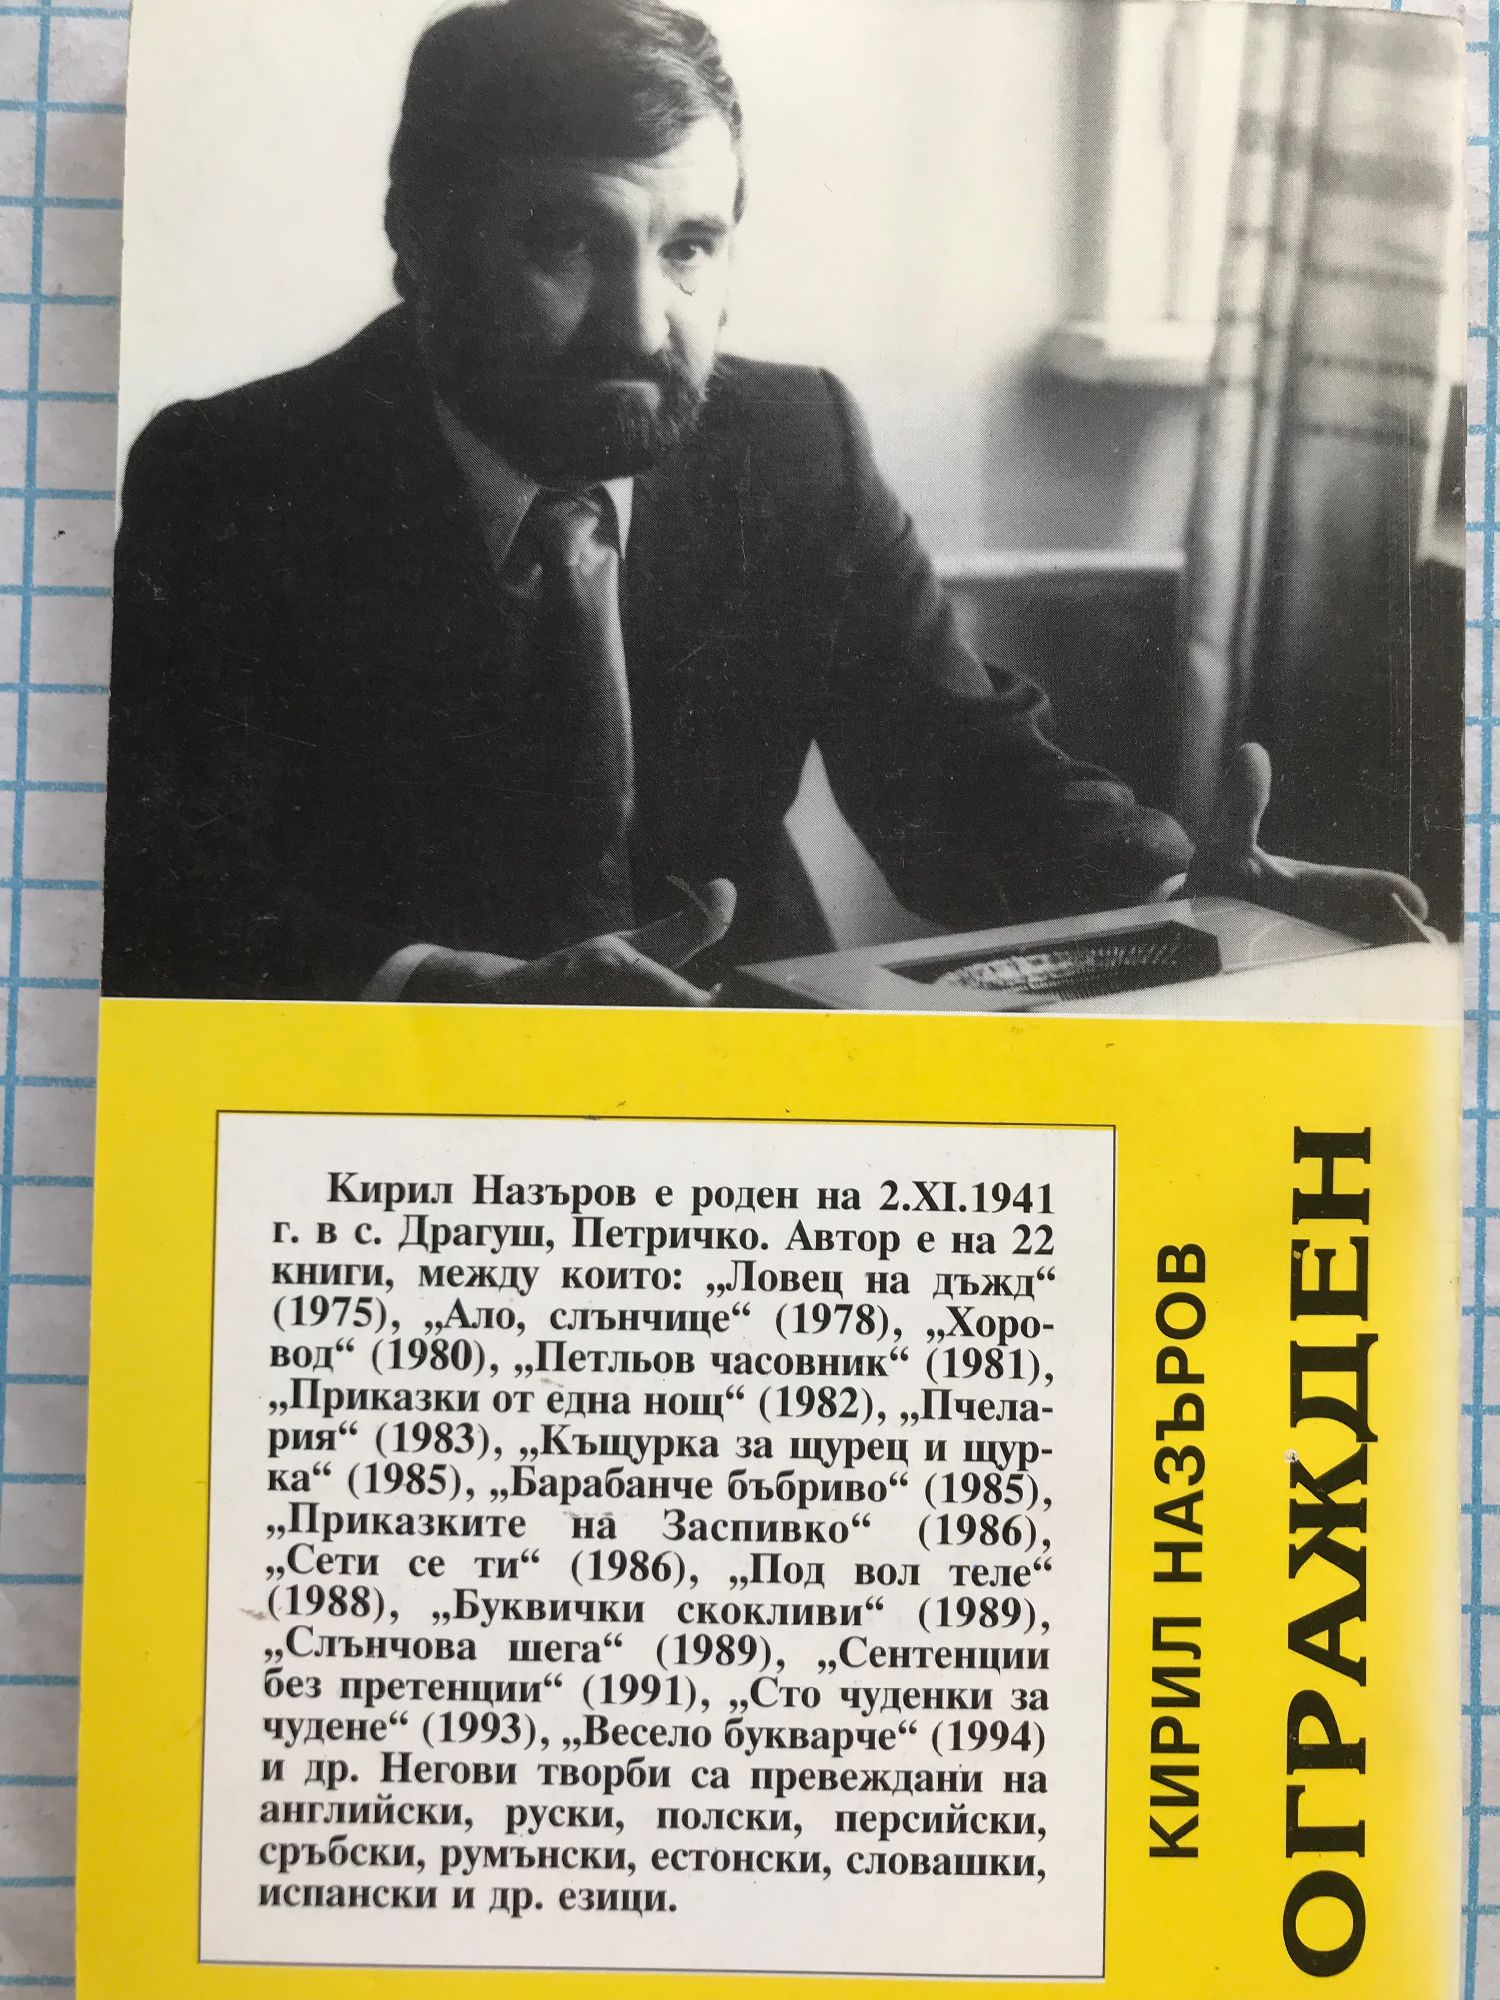 Кирил Назъров е роден на 2.XI.1941
г. в с. Драгуш, Петричко. Автор е на 22
книги, между които: „Ловец на дъжд“
(1975), „Ало, слънчице“ (1978), „Хоро-
вод“ (1980), „Петльов часовник“ (1981),
„Приказки от една нощ“ (1982), „Пчела-
рия“ (1983), „Къщурка за щурец и щур-
ка“ (1985), „Барабанче бъбриво“ (1985),
„Приказките на Заспивко“ (1986),
„Сети се ти“ (1986), „Под вол теле“
(1988), „Буквички скокливи“ (1989),
„Слънчова шега“ (1989), „Сентенции
без претенции“ (1991), „Сто чуденки за
чудене“ (1993), „Весело букварче“ (1994)
и др. Негови творби са превеждани на
английски, руски, полски, персийски,
сръбски, румънски, естонски, словашки,
испански и др. езици.
КИРИЛ НАЗЪРОВ
ОГРАЖДЕН